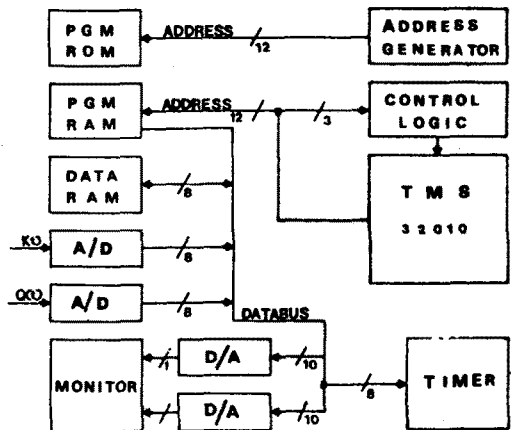 PGM
ROM
ADDRESS
12
ADDRESS
GENERATOR
PGM
RAM
ADDRESS
12
3
CONTROL
LOGIC
DATA
RAM
8
TMS
32010
A/D
8
Q(t)
A/D
8
DATABUS
MONITOR
1
D/A
10
D/A
10
8
TIMER